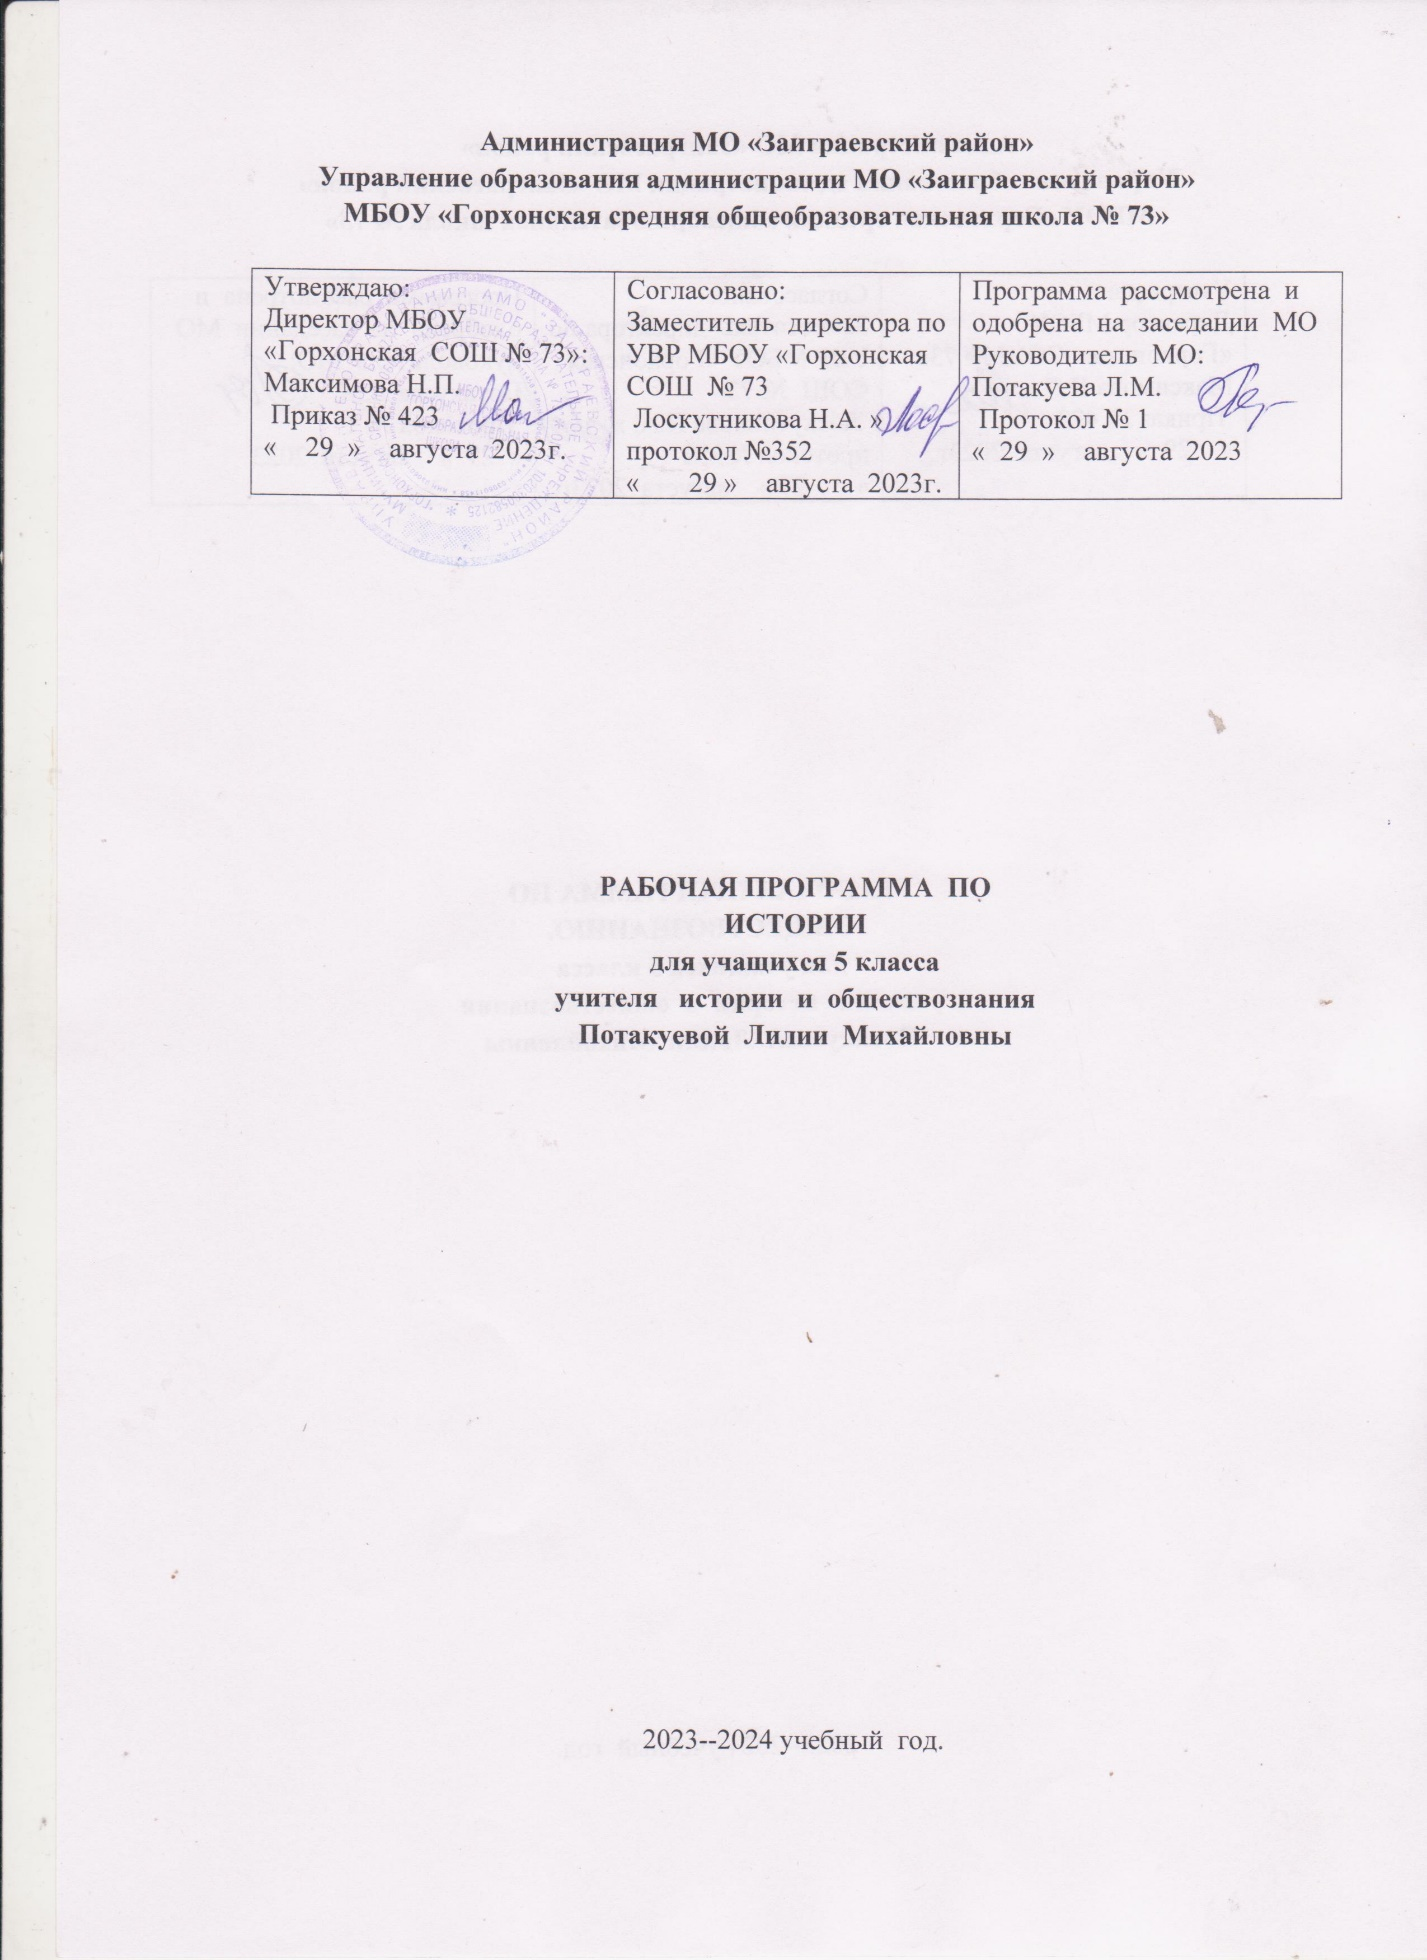 Администрация МО «Заиграевский район»
Управление образования администрации МО «Заиграевский район»
МБОУ «Горхонская средняя общеобразовательная школа № 73»
Утверждаю:
Директор МБОУ
«Горхонская СОШ № 73»:
Максимова Н.П.
Приказ № 423
« 29 » августа 2023г.
Согласовано:
Заместитель директора по
УВР МБОУ «Горхонская
СОШ № 73
Лоскутникова Н.А. »
протокол №352
« 29 » августа 2023г.
Программа рассмотрена и
одобрена на заседании МО
Руководитель МО:
Потакуева Л.М.
Протокол № 1
« 29 » августа 2023
РАБОЧАЯ ПРОГРАММА ПО
ИСТОРИИ
для учащихся 5 класса
учителя истории и обществознания
Потакуевой Лилии Михайловны
2023--2024 учебный год.